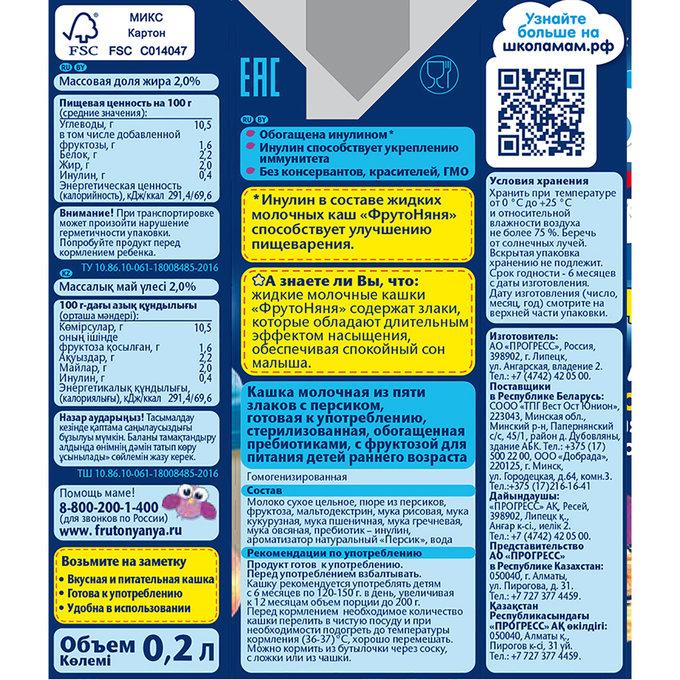 МИКС
Картон
FSC FSC C014047
RU BY
Массовая доля жира 2,0%
Пищевая ценность на 100 г
(средние значения):
Углеводы, г 10,5
в том числе добавленной
фруктозы, г 1,6
Белок, г 2,2
Жир, г 2,0
Инулин, г 0,4
Энергетическая ценность
(калорийность), кДж/ккал 291,4/69,6
Внимание! При транспортировке
может произойти нарушение
герметичности упаковки.
Попробуйте продукт перед
кормлением ребенка.
ТУ 10.86.10-061-18008485-2016
KZ
Массалық май үлесі 2,0%
100 г-дағы азық құндылығы
(орташа мәндері):
Көмірсулар, г 10,5
оның ішінде
фруктоза қосылған, г 1,6
Ақуыздар, г 2,2
Майлар, г 2,0
Инулин, г 0,4
Энергетикалық құндылығы,
(калориялығы), кДж/ккал 291,4/69,6
Назар аударыңыз! Тасымалдау
кезінде қаптама саңылаусыздығы
бұзылуы мүмкін. Баланы тамақтандыру
алдында өнімнің дәмін татып көру
ұсынылады» сөйлемін жазу керек.
ТШ 10.86.10-061-18008485-2016
Помощь маме!
8-800-200-1-400
(для звонков по России)
www.frutonyanya.ru
Возьмите на заметку
• Вкусная и питательная кашка
• Готова к употреблению
• Удобна в использовании
Объем 0,2 л
Көлемі
EAC
RU BY
• Обогащена инулином*
• Инулин способствует укреплению
иммунитета
• Без консервантов, красителей, ГМО
*Инулин в составе жидких
молочных каш «ФрутоНяня»
способствует улучшению
пищеварения.
А знаете ли Вы, что:
жидкие молочные кашки
«ФрутоНяня» содержат злаки,
которые обладают длительным
эффектом насыщения,
обеспечивая спокойный сон
малыша.
Кашка молочная из пяти
злаков с персиком,
готовая к употреблению,
стерилизованная, обогащенная
пребиотиками, с фруктозой для
питания детей раннего возраста
Гомогенизированная
Состав
Молоко сухое цельное, пюре из персиков,
фруктоза, мальтодекстрин, мука рисовая, мука
кукурузная, мука пшеничная, мука гречневая,
мука овсяная, пребиотик – инулин,
ароматизатор натуральный «Персик», вода
Рекомендации по употреблению
Продукт готов к употреблению.
Перед употреблением взбалтывать.
Кашку рекомендуется употреблять детям
с 6 месяцев по 120-150 г. в день, увеличивая
к 12 месяцам объем порции до 200 г.
Перед кормлением необходимое количество
кашки перелить в чистую посуду и при
необходимости подогреть до температуры
кормления (36-37)˚С, хорошо перемешать.
Можно кормить из бутылочки через соску,
с ложки или из чашки.
Узнайте
больше на
школамам.рф
Условия хранения
Хранить при температуре
от 0 ˚С до +25 ˚С
и относительной
влажности воздуха
не более 75 %. Беречь
от солнечных лучей.
Вскрытая упаковка
хранению не подлежит.
Срок годности - 6 месяцев
с даты изготовления.
Дату изготовления (число,
месяц, год) смотрите на
верхней части упаковки.
Изготовитель:
АО «ПРОГРЕСС», Россия,
398902, г. Липецк,
ул. Ангарская, владение 2.
Тел.:+7 (4742) 42 05 00.
Поставщики
в Республике Беларусь:
СООО «ТПГ Вест Ост Юнион»,
223043, Минская обл.,
Минский р-н, Папернянский
с/с, 45/1, район д. Дубовляны,
здание АБК. Тел.:+375 (17)
500 22 00, ООО «Добрада»,
220125, г. Минск,
ул. Городецкая, д.64, комн.3.
Тел.:+375 (17)216-16-41
Дайындаушы:
«ПРОГРЕСС» АҚ, Ресей,
398902, Липецк қ.,
Ангар к-сі, иелік 2.
Тел.: +7 (4742) 42 05 00.
Представительство
АО «ПРОГРЕСС»
в Республике Казахстан:
050040, г. Алматы,
ул. Пирогова, д. 31.
Тел.: +7 727 377 4459.
Қазақстан
Республикасындағы
«ПРОГРЕСС» АҚ өкілдігі:
050040, Алматы қ.,
Пирогов к-сі, 31 уй.
Тел.: +7 727 377 4459.